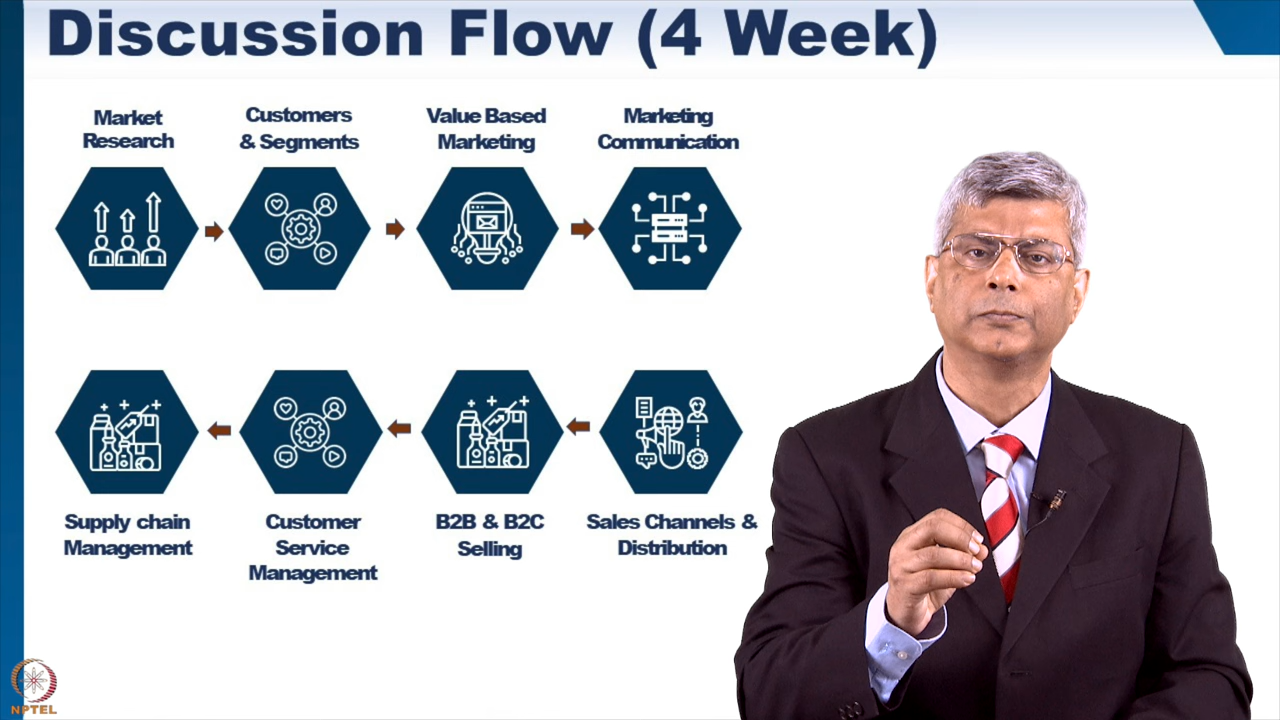 Discussion Flow (4 Week)
Market
Research
Customers
& Segments
Value Based
Marketing
Marketing
Communication
Supply chain
Management
Customer
Service
Management
B2B & B2C
Selling
Sales Channels &
Distribution
NPTEL